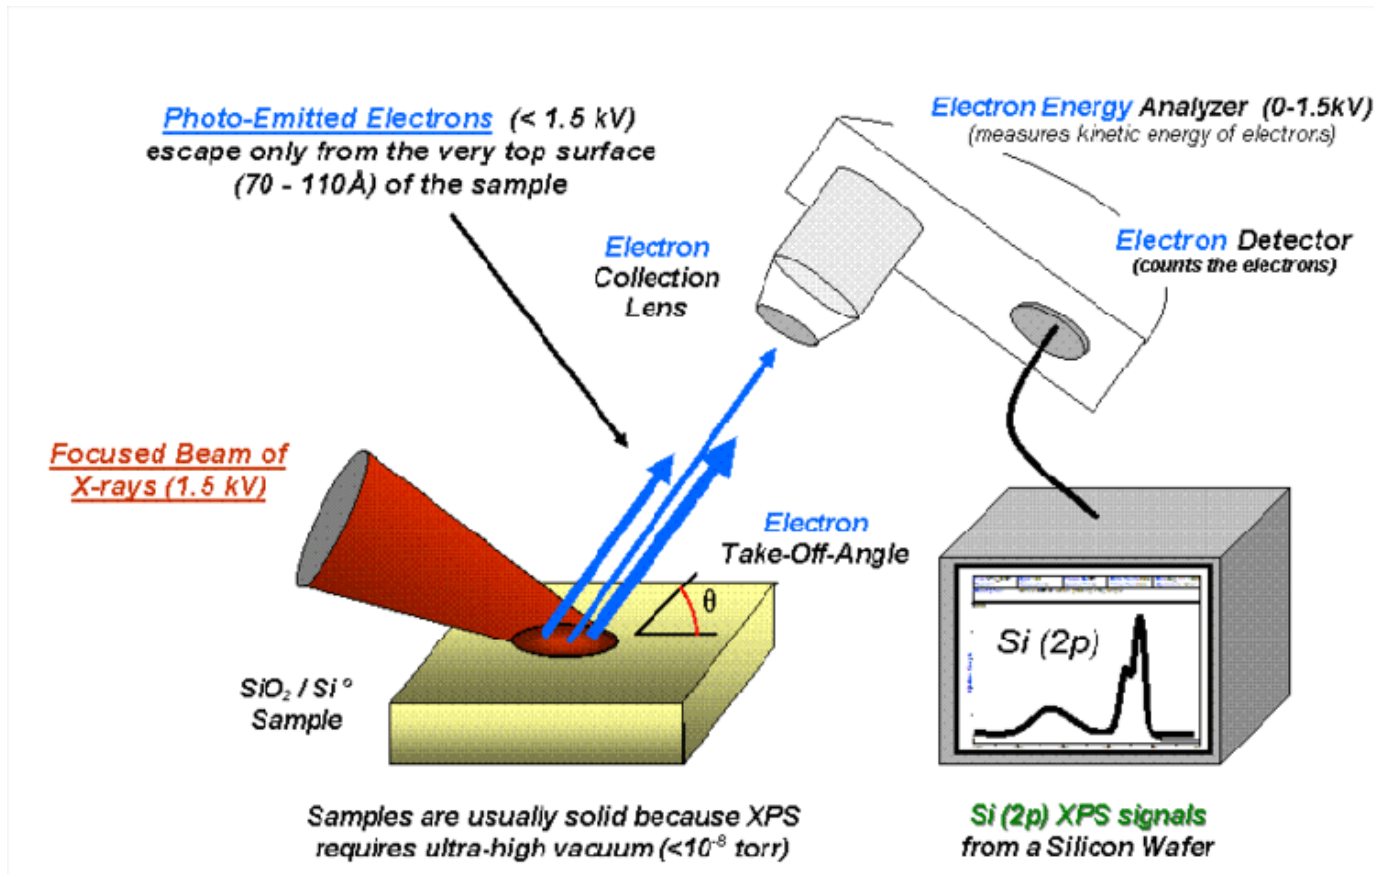 Photo-Emitted Electrons (< 1.5 kV)
escape only from the very top surface
(70 - 110Å) of the sample
Electron Energy Analyzer (0-1.5kV)
(measures kinetic energy of electrons)
Electron
Collection
Lens
Electron Detector
(counts the electrons)
Focused Beam of
X-rays (1.5 kV)
Electron
Take-Off-Angle
θ
Si (2p)
SiO₂ / Si°
Sample
Samples are usually solid because XPS
requires ultra-high vacuum (<10⁻⁸ torr)
Si (2p) XPS signals
from a Silicon Wafer